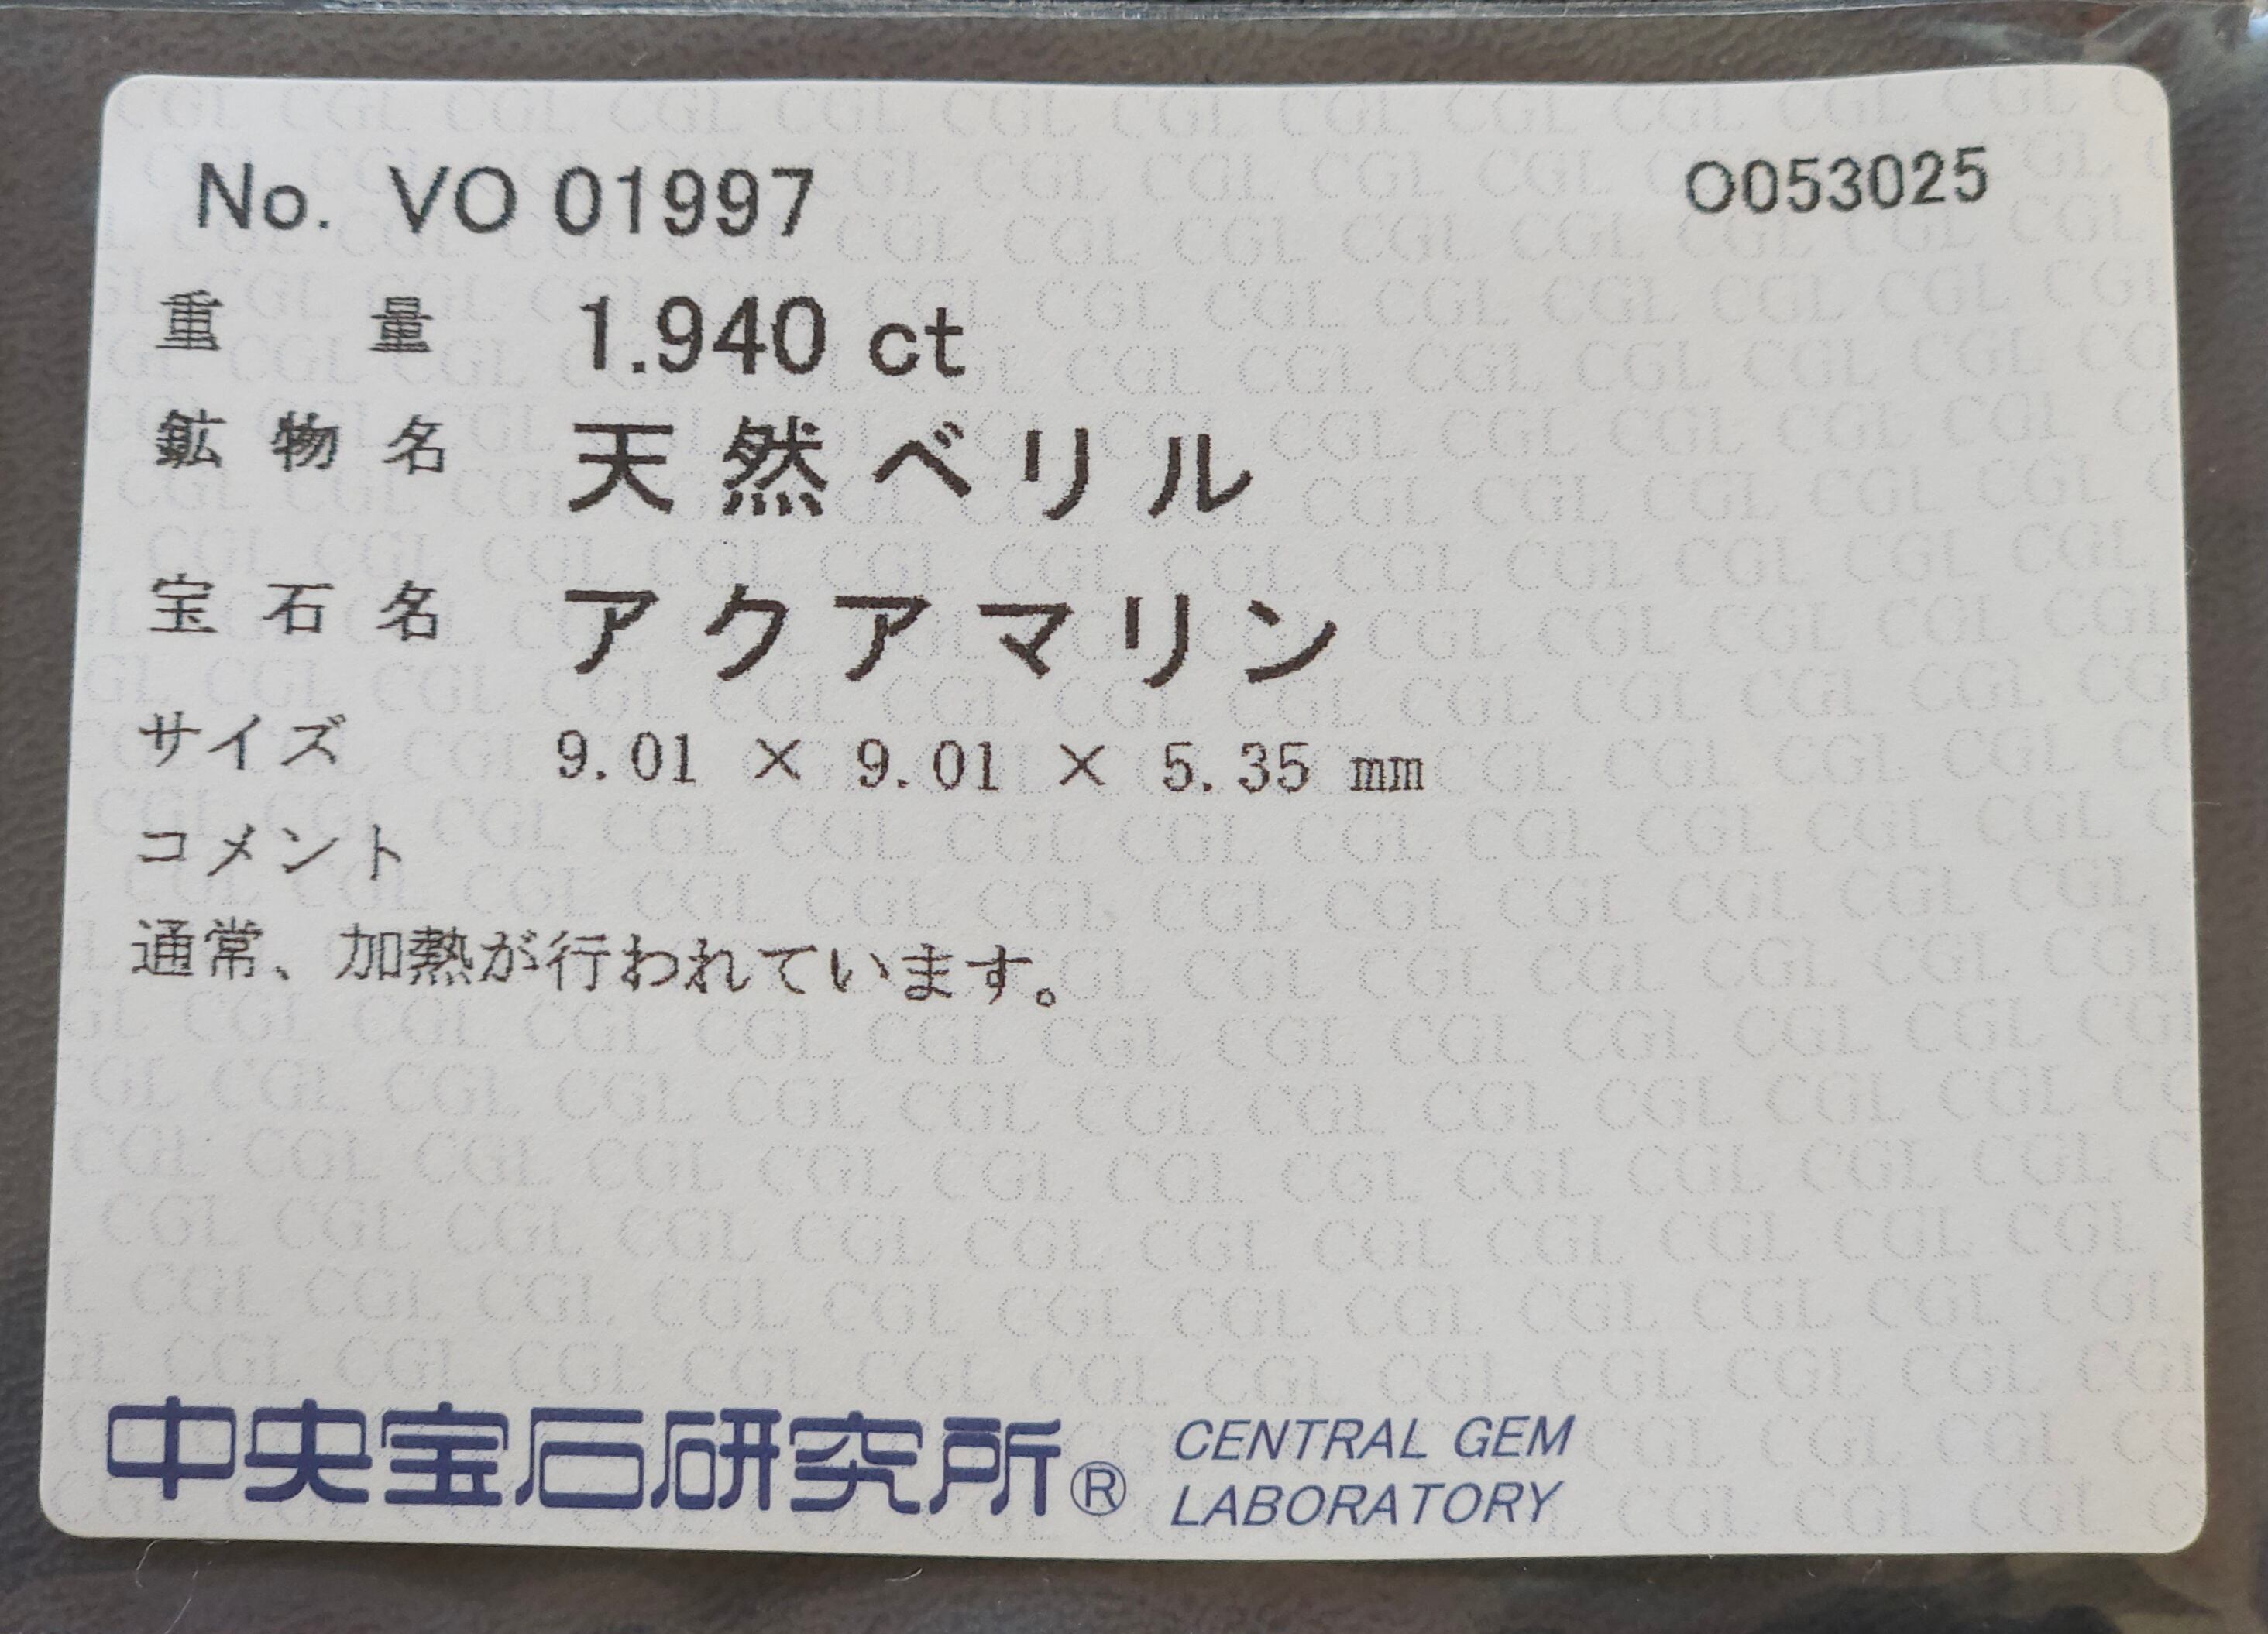 No. VO 01997 O053025
重量 1.940 ct
鉱物名 天然ベリル
宝石名 アクアマリン
サイズ 9.01 × 9.01 × 5.35 mm
コメント
通常、加熱が行われています。
中央宝石研究所® CENTRAL GEM
LABORATORY